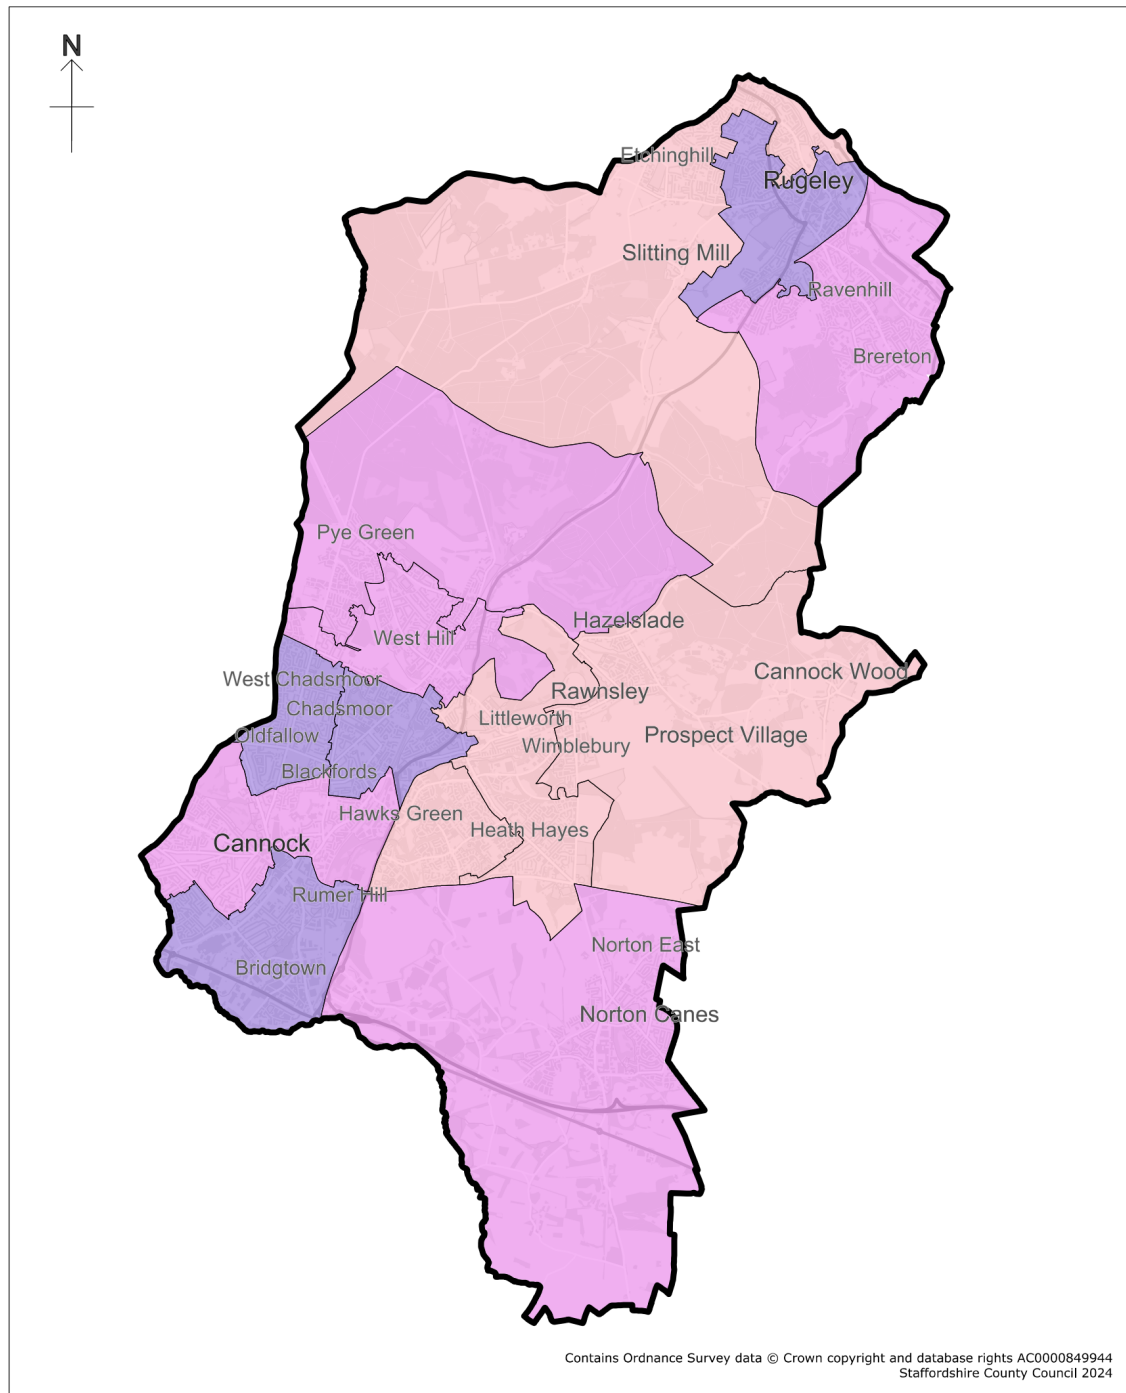 N
Etchinghill
Rugeley
Slitting Mill
Ravenhill
Brereton
Pye Green
Hazelslade
West Hill
Cannock Wood
West Chadsmoor
Rawnsley
Chadsmoor
Littleworth
Oldfallow
Prospect Village
Wimblebury
Blackfords
Hawks Green
Heath Hayes
Cannock
Rumer Hill
Norton East
Bridgtown
Norton Canes
Contains Ordnance Survey data © Crown copyright and database rights AC0000849944
Staffordshire County Council 2024